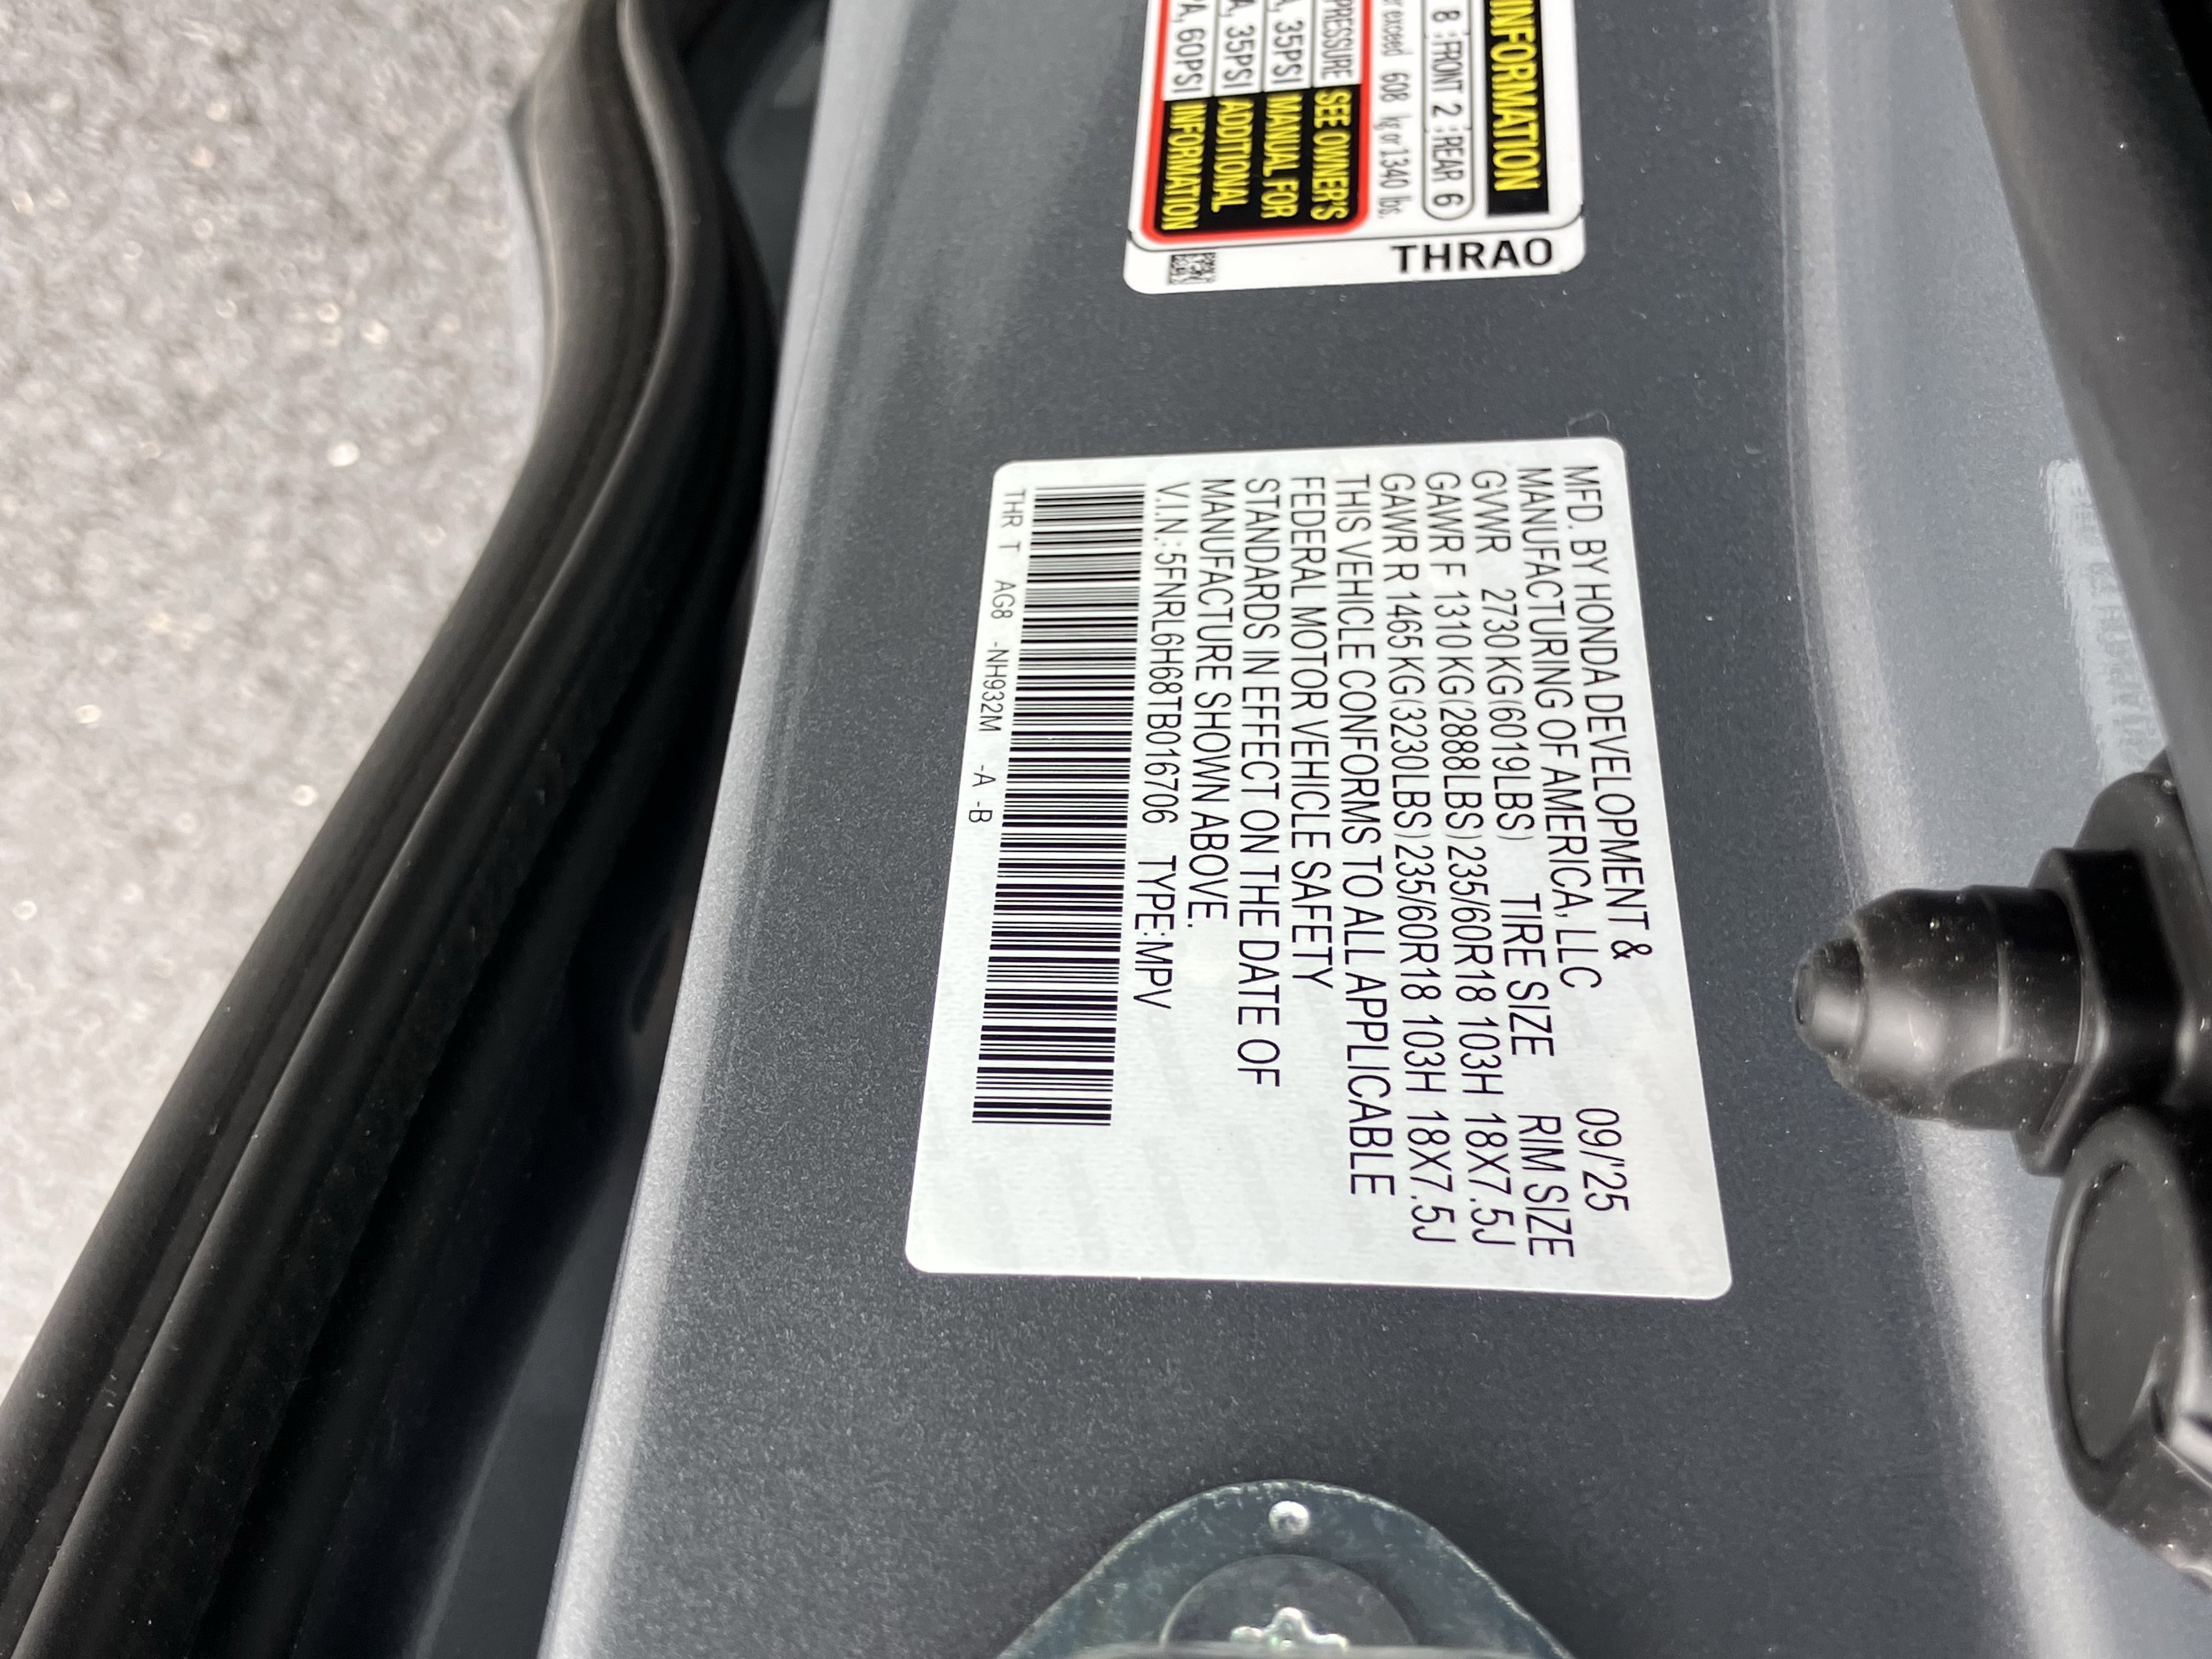 INFORMATION
8 FRONT 2 REAR 6
exceed 608 kg or 1340 lbs.
PRESSURE SEE OWNER'S
35PSI MANUAL FOR
A, 35PSI ADDITIONAL
A, 60PSI INFORMATION
THRA0
MFD. BY HONDA DEVELOPMENT &
MANUFACTURING OF AMERICA, LLC 09/'25
GVWR 2730 KG(6019LBS) TIRE SIZE RIM SIZE
GAWR F 1310 KG(2888LBS) 235/60R18 103H 18X7.5J
GAWR R 1465 KG(3230LBS) 235/60R18 103H 18X7.5J
THIS VEHICLE CONFORMS TO ALL APPLICABLE
FEDERAL MOTOR VEHICLE SAFETY
STANDARDS IN EFFECT ON THE DATE OF
MANUFACTURE SHOWN ABOVE.
V.I.N.: 5FNRL6H68TB016706 TYPE:MPV
THR T AG8 -NH932M -A -B